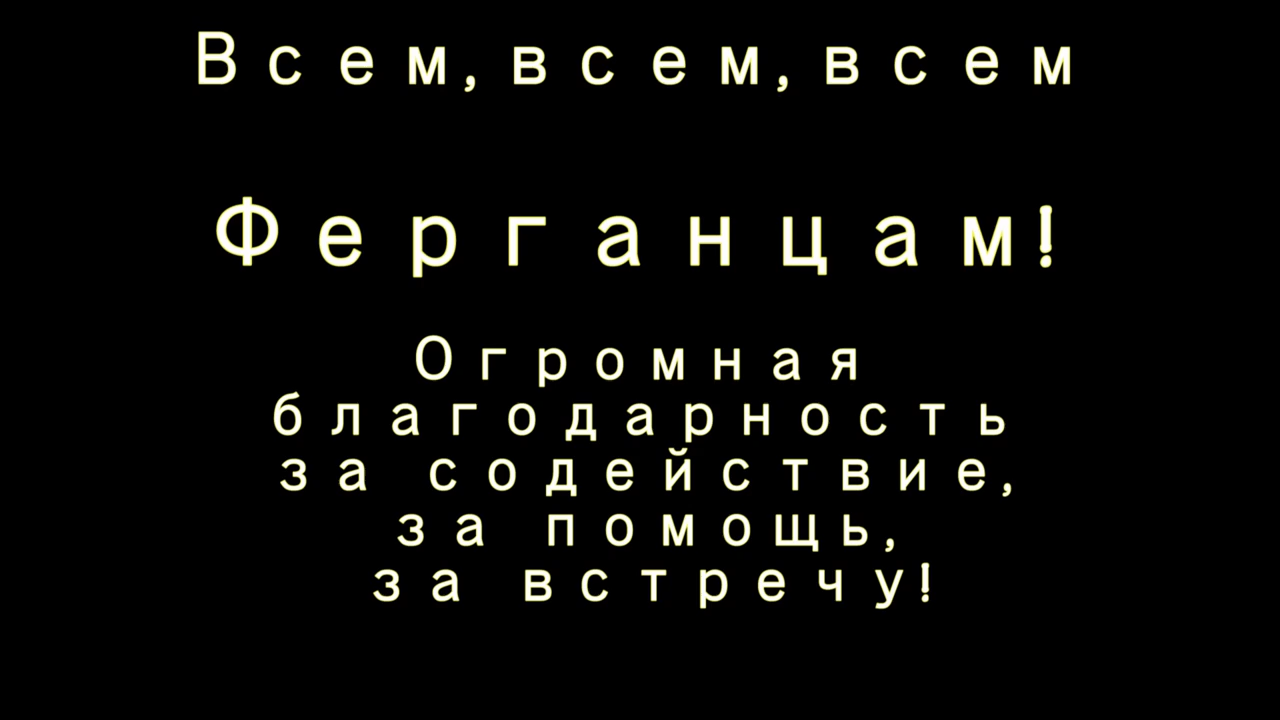 Всем, всем, всем
Ферганцам!
Огромная
благодарность
за содействие,
за помощь,
за встречу!